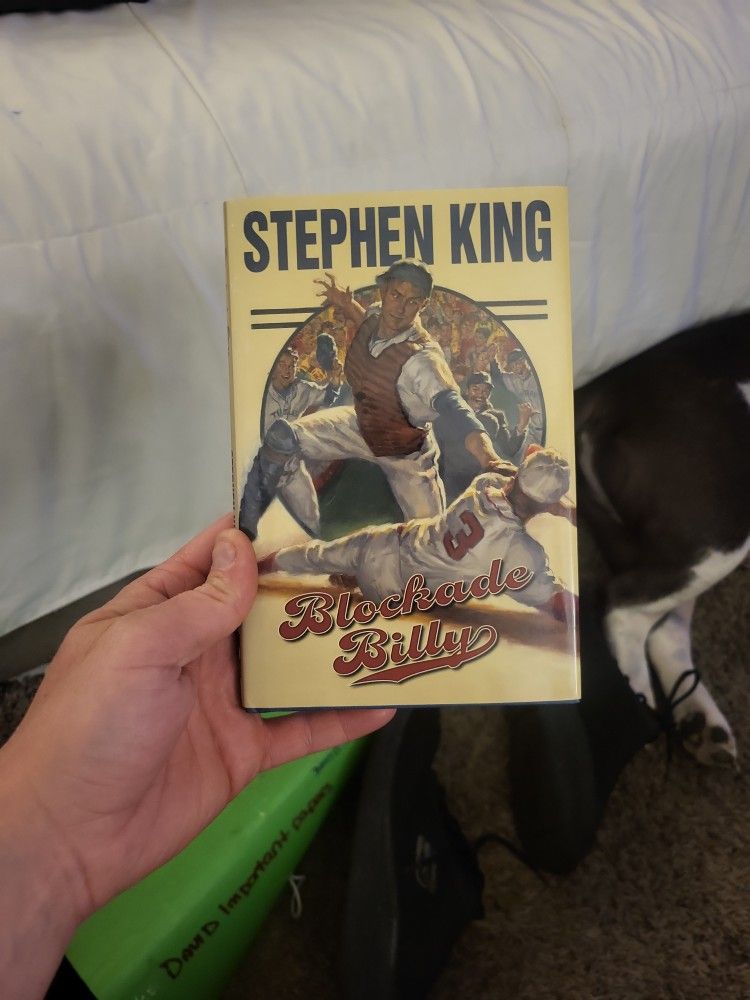 STEPHEN KING
3
Blockade
Billy
DAVID Important papers